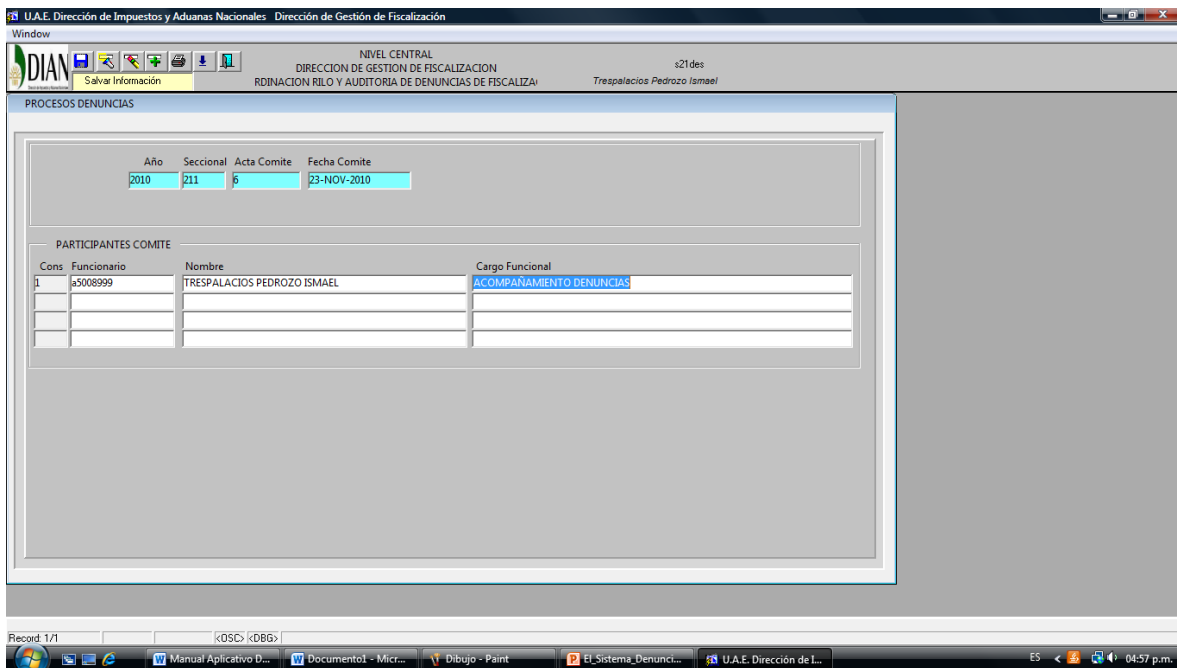 U.A.E. Dirección de Impuestos y Aduanas Nacionales Dirección de Gestión de Fiscalización
Window
DIAN
Salvar Información
NIVEL CENTRAL
DIRECCION DE GESTION DE FISCALIZACION
RDINACION RILO Y AUDITORIA DE DENUNCIAS DE FISCALIZA
s21des
Trespalacios Pedrozo Ismael
PROCESOS DENUNCIAS
Año Seccional Acta Comite Fecha Comite
2010 211 6 23-NOV-2010
PARTICIPANTES COMITE
Cons Funcionario Nombre Cargo Funcional
1 a5008999 TRESPALACIOS PEDROZO ISMAEL ACOMPAÑAMIENTO DENUNCIAS
Record: 1/1 <OSC> <DBG>
Manual Aplicativo D... Documento1 - Micr... Dibujo - Paint El_Sistema_Denunci... U.A.E. Dirección de I... ES 04:57 p.m.